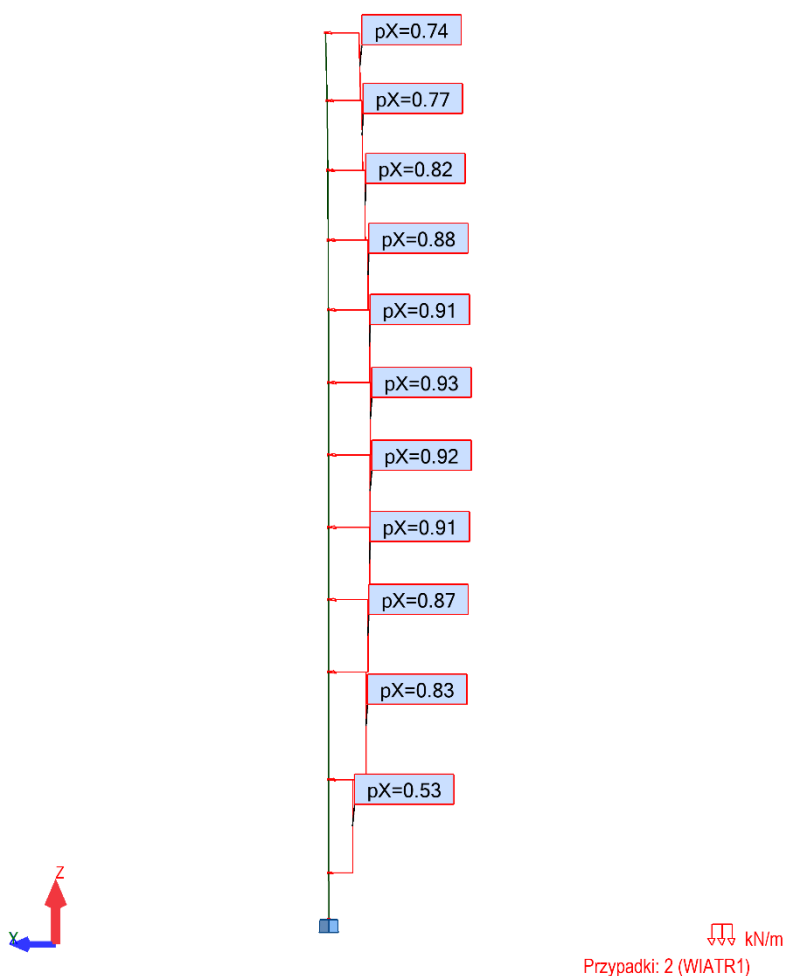 pX=0.74
pX=0.77
pX=0.82
pX=0.88
pX=0.91
pX=0.93
pX=0.92
pX=0.91
pX=0.87
pX=0.83
pX=0.53
Z
X
kN/m
Przypadki: 2 (WIATR1)